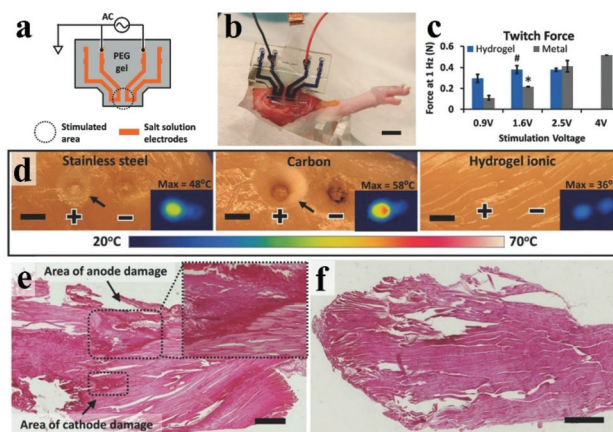 a
AC
PEG
gel
Stimulated
area
Salt solution
electrodes
b
c
Twitch Force
Hydrogel
Metal
Force at 1 Hz (N)
0.6
0.4
0.2
0
#
*
0.9V
1.6V
2.5V
4V
Stimulation Voltage
d
Stainless steel
Max = 48°C
+
−
Carbon
Max = 58°C
+
−
Hydrogel ionic
Max = 36°
+
−
20°C
70°C
e
Area of anode damage
Area of cathode damage
f